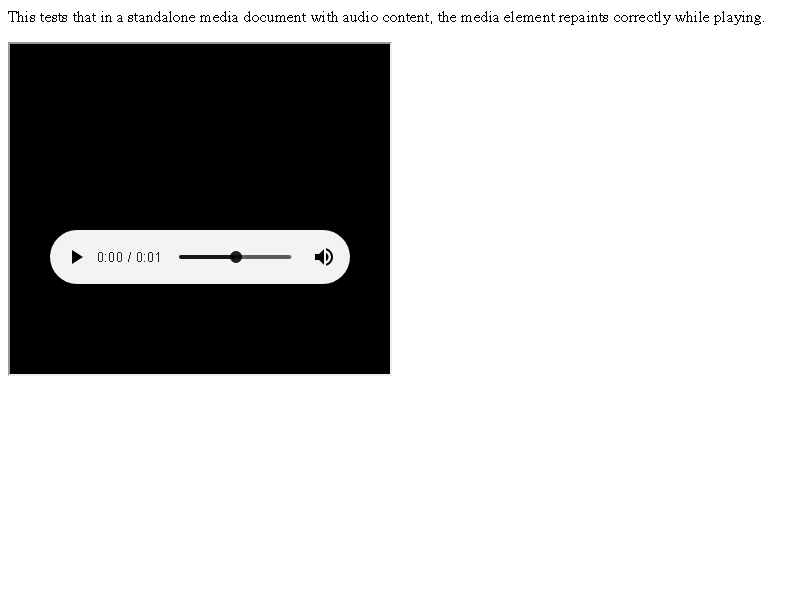 This tests that in a standalone media document with audio content, the media element repaints correctly while playing.
0:00 / 0:01